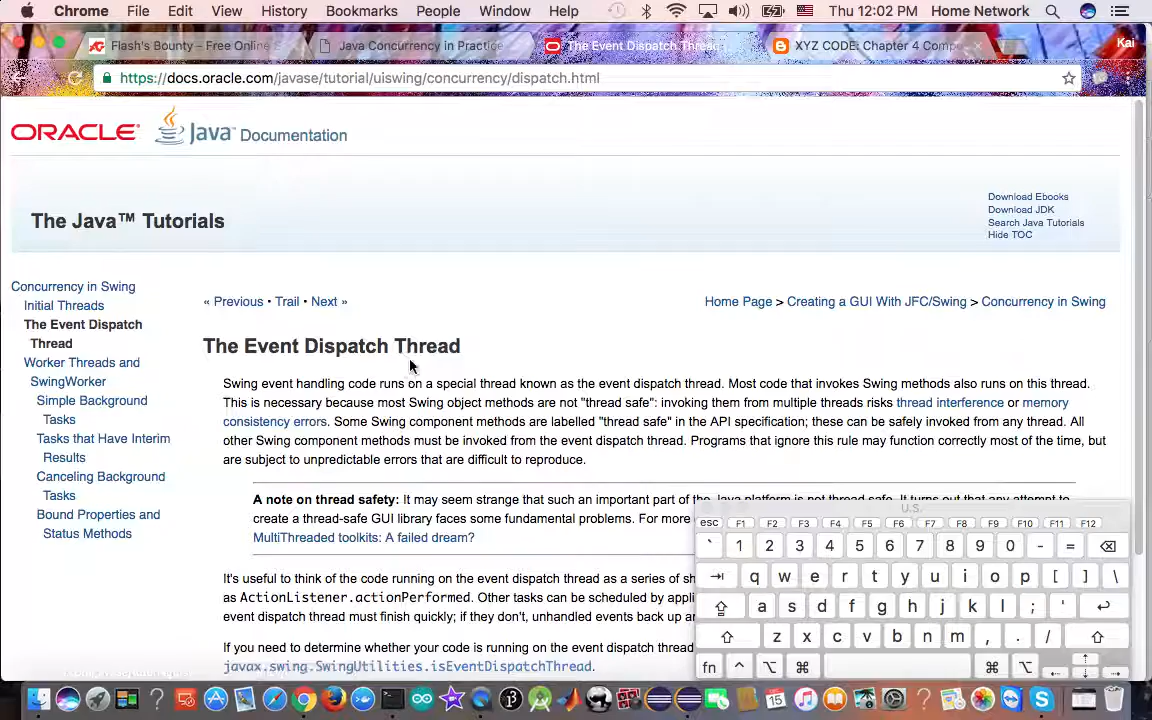 Chrome File Edit View History Bookmarks People Window Help Thu 12:02 PM Home Network
Flash's Bounty – Free Online Java Concurrency in Practice The Event Dispatch Thread XYZ CODE: Chapter 4 Comp Kai
https://docs.oracle.com/javase/tutorial/uiswing/concurrency/dispatch.html
ORACLE Java™ Documentation
Download Ebooks
Download JDK
Search Java Tutorials
Hide TOC
The Java™ Tutorials
Concurrency in Swing
Initial Threads
The Event Dispatch
Thread
Worker Threads and
SwingWorker
Simple Background
Tasks
Tasks that Have Interim
Results
Canceling Background
Tasks
Bound Properties and
Status Methods
« Previous • Trail • Next »
Home Page > Creating a GUI With JFC/Swing > Concurrency in Swing
The Event Dispatch Thread
Swing event handling code runs on a special thread known as the event dispatch thread. Most code that invokes Swing methods also runs on this thread.
This is necessary because most Swing object methods are not "thread safe": invoking them from multiple threads risks thread interference or memory
consistency errors. Some Swing component methods are labelled "thread safe" in the API specification; these can be safely invoked from any thread. All
other Swing component methods must be invoked from the event dispatch thread. Programs that ignore this rule may function correctly most of the time, but
are subject to unpredictable errors that are difficult to reproduce.
A note on thread safety: It may seem strange that such an important part of the Java platform is not thread safe. It turns out that any attempt to
create a thread-safe GUI library faces some fundamental problems. For more
MultiThreaded toolkits: A failed dream?
It's useful to think of the code running on the event dispatch thread as a series of sh
as ActionListener.actionPerformed. Other tasks can be scheduled by appli
event dispatch thread must finish quickly; if they don't, unhandled events back up a
If you need to determine whether your code is running on the event dispatch thread
javax.swing.SwingUtilities.isEventDispatchThread.
U.S.
esc F1 F2 F3 F4 F5 F6 F7 F8 F9 F10 F11 F12
` 1 2 3 4 5 6 7 8 9 0 - =
q w e r t y u i o p [ ] \
a s d f g h j k l ; '
z x c v b n m , . /
fn